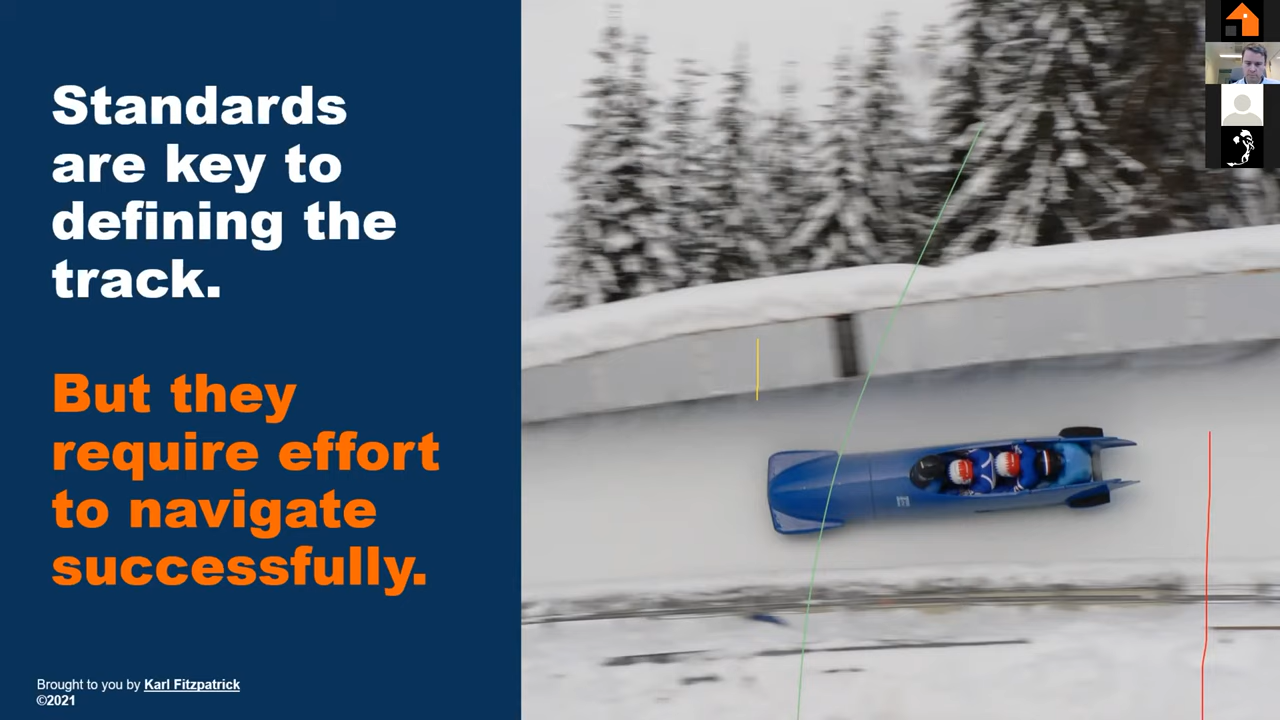 Standards
are key to
defining the
track.
But they
require effort
to navigate
successfully.
Brought to you by Karl Fitzpatrick
©2021